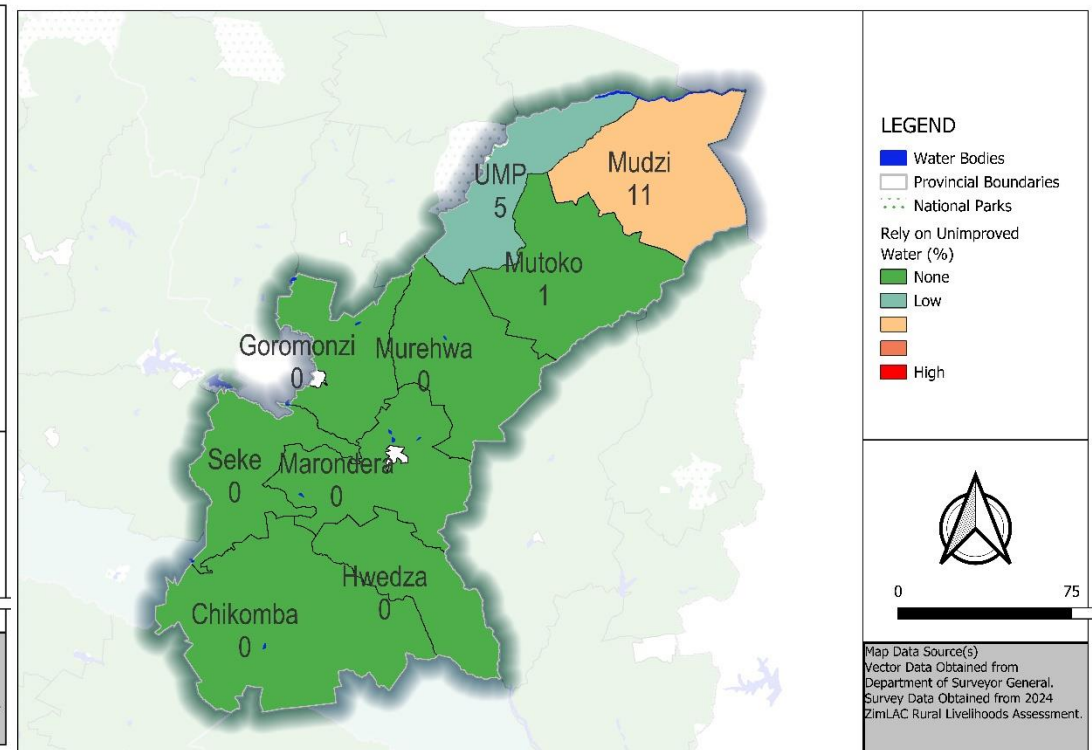 Mudzi
11
UMP
5
Mutoko
1
Goromonzi
0
Murehwa
0
Seke
0
Marondera
0
Hwedza
0
Chikomba
0
LEGEND
Water Bodies
Provincial Boundaries
National Parks
Rely on Unimproved
Water (%)
None
Low
High
0
75
Map Data Source(s)
Vector Data Obtained from
Department of Surveyor General.
Survey Data Obtained from 2024
ZimLAC Rural Livelihoods Assessment.